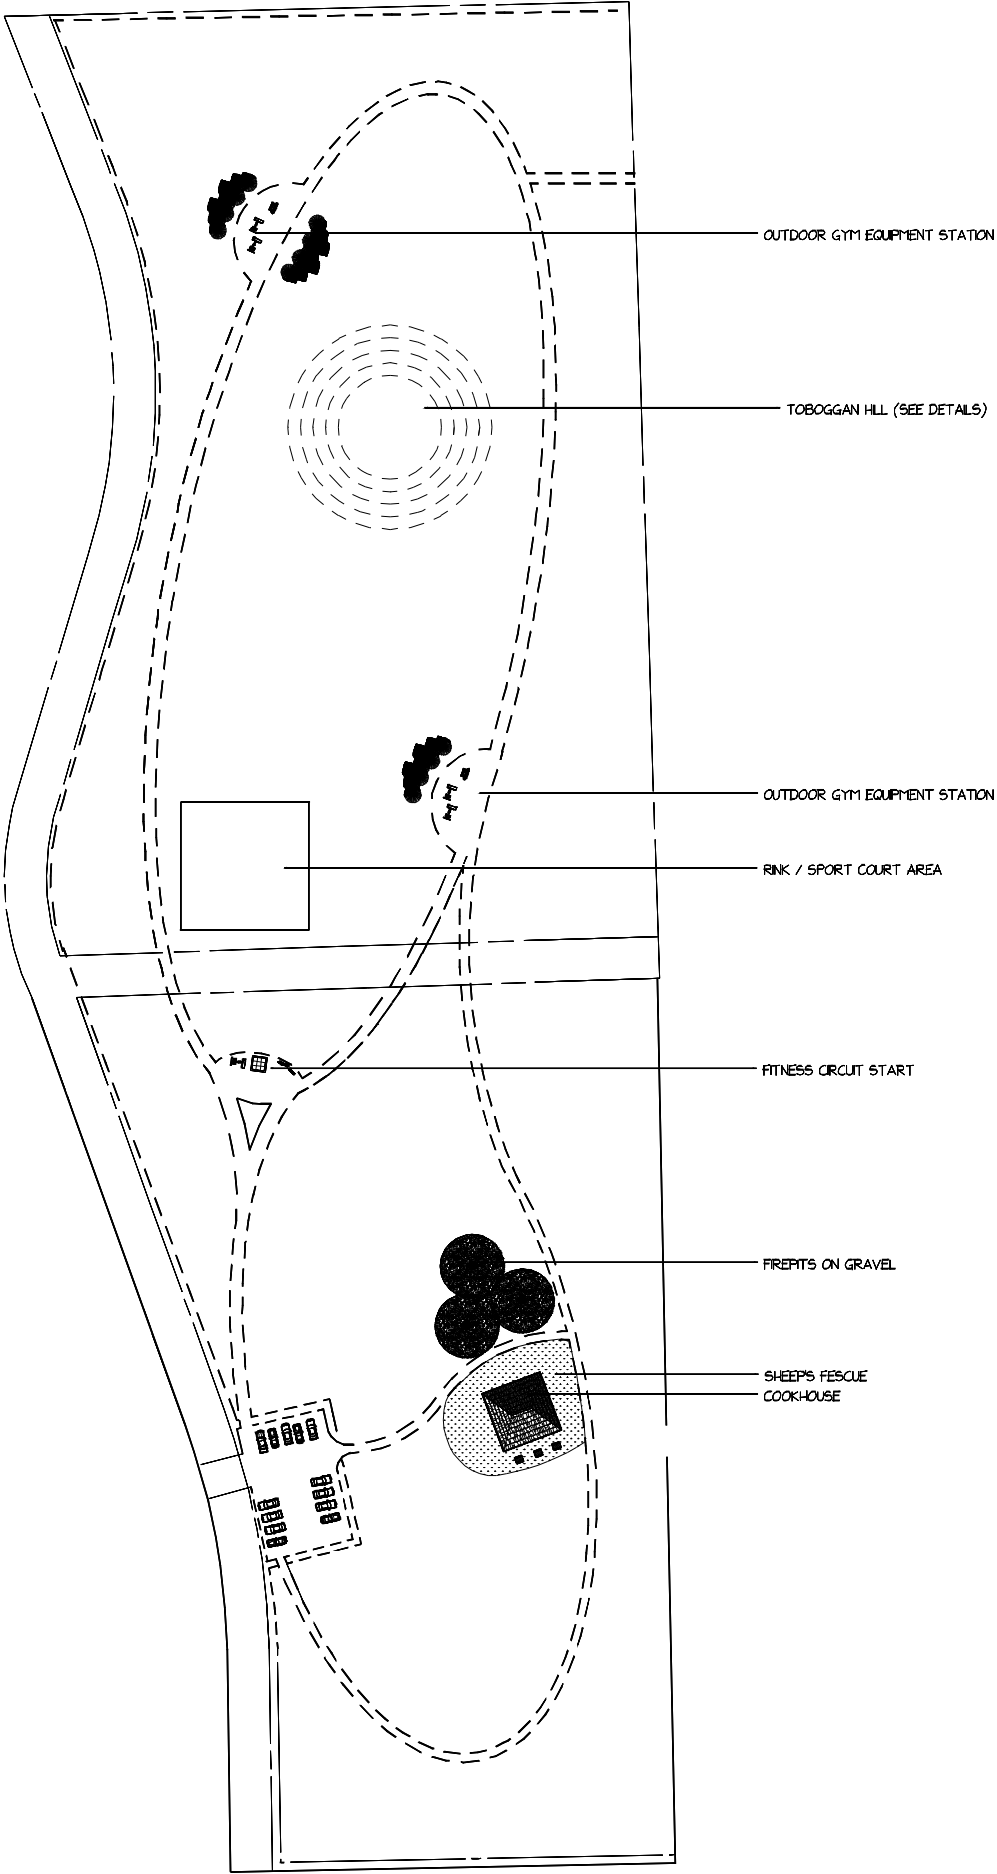 OUTDOOR GYM EQUIPMENT STATION
TOBOGGAN HILL (SEE DETAILS)
OUTDOOR GYM EQUIPMENT STATION
RINK / SPORT COURT AREA
FITNESS CIRCUIT START
FIREPITS ON GRAVEL
SHEEP'S FESCUE
COOKHOUSE